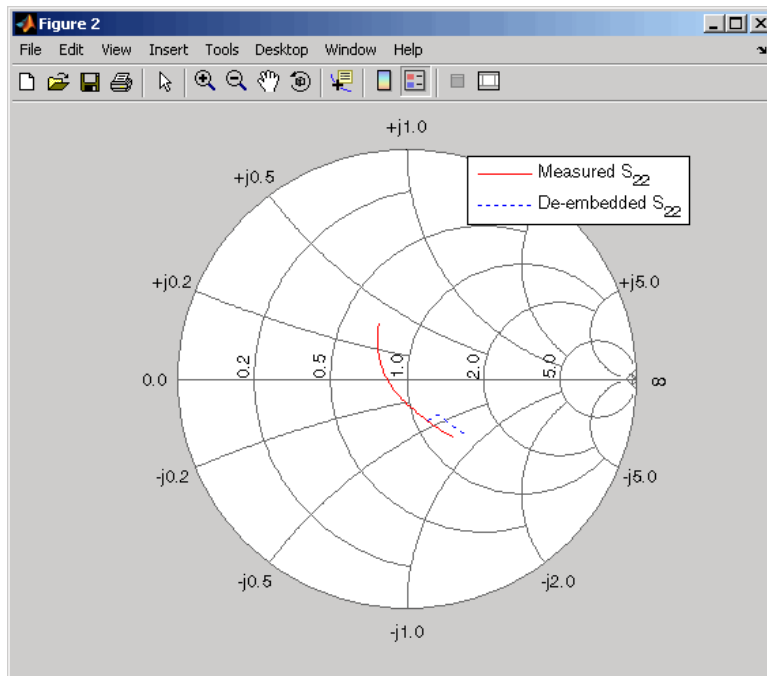 Figure 2
File Edit View Insert Tools Desktop Window Help
+j1.0
Measured S22
De-embedded S22
+j0.5
+j0.2
+j5.0
0.0
0.2
0.5
1.0
2.0
5.0
∞
-j0.2
-j5.0
-j0.5
-j2.0
-j1.0